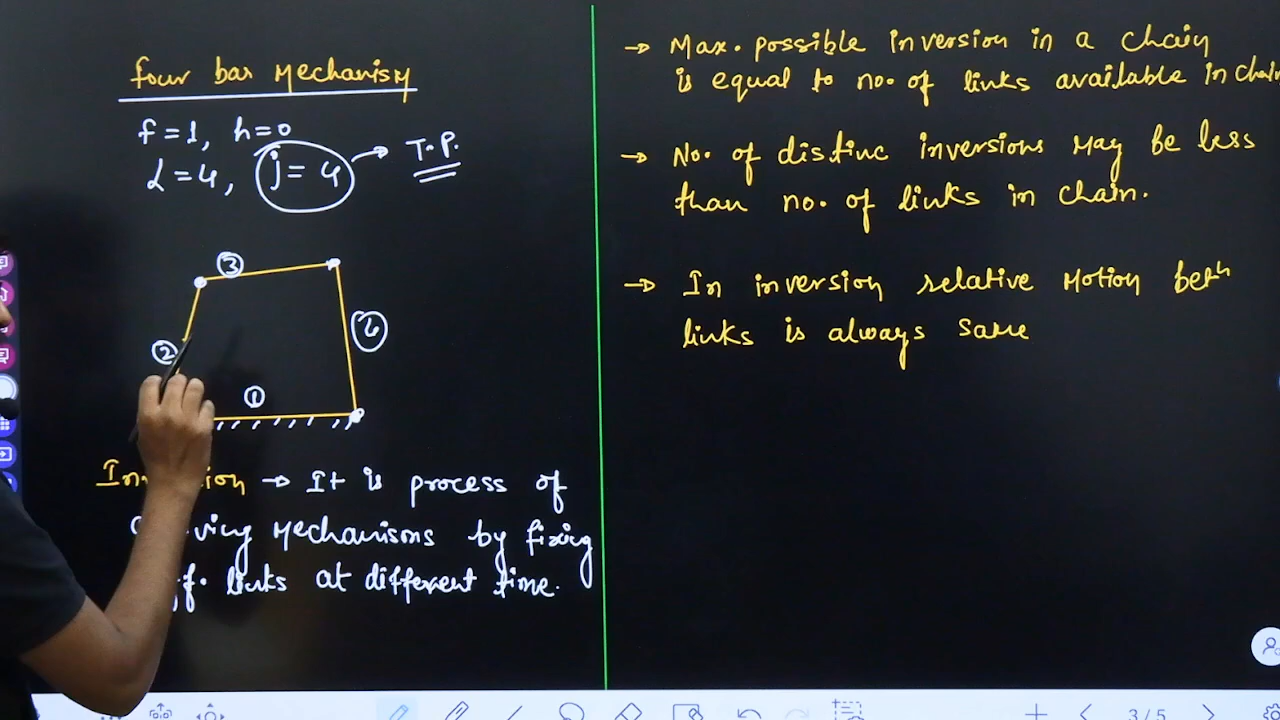 four bar Mechanism
f=1, h=0
L=4, j=4 → T.P.
③
②
④
①
→ It is process of
Mechanisms by fixing
links at different time.
→ Max. possible inversion in a chain
is equal to no. of links available in chain
→ No. of distinc inversions may be less
than no. of links in chain.
→ In inversion relative motion betn
links is always same
3/5